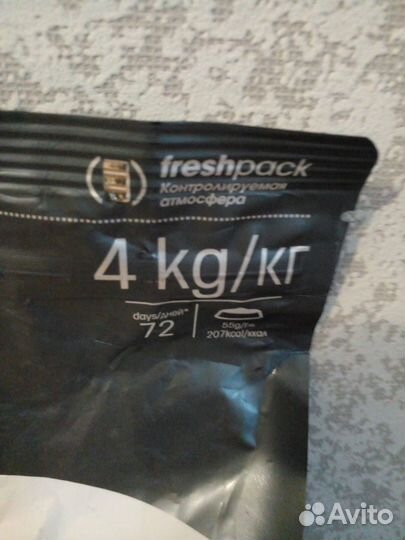 freshpack
Контролируемая
атмосфера
4 kg/кг
days/дней*
72
55g/г**
207kcal/ккал
Avito